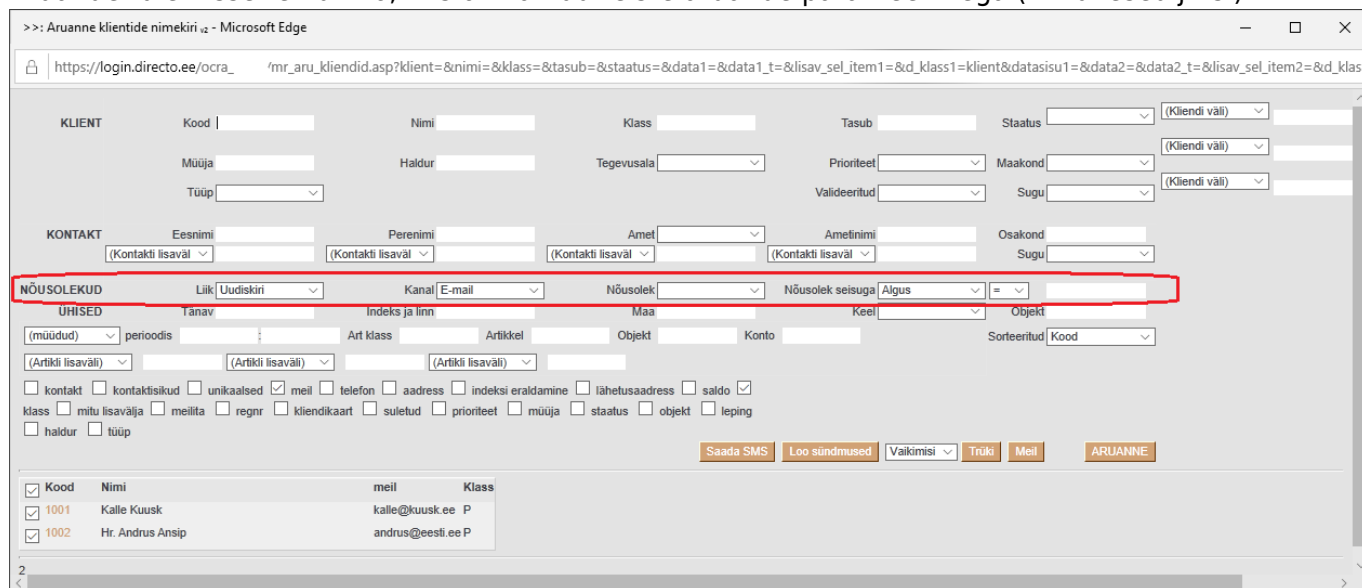 >>: Aruanne klientide nimekiri v2 - Microsoft Edge
https://login.directo.ee/ocra_ /mr_aru_kliendid.asp?klient=&nimi=&klass=&tasub=&staatus=&data1=&data1_t=&lisav_sel_item1=&d_klass1=klient&datasisu1=&data2=&data2_t=&lisav_sel_item2=&d_klas
KLIENT Kood Nimi Klass Tasub Staatus (Kliendi väli)
(Kliendi väli)
Müüja Haldur Tegevusala Prioriteet Maakond
(Kliendi väli)
Tüüp Valideeritud Sugu
KONTAKT Eesnimi Perenimi Amet Ametinimi Osakond
(Kontakti lisaväl (Kontakti lisaväl (Kontakti lisaväl (Kontakti lisaväl Sugu
NÕUSOLEKUD Liik Uudiskiri Kanal E-mail Nõusolek Nõusolek seisuga Algus =
ÜHISED Tänav Indeks ja linn Maa Keel Objekt
(müüdud) perioodis : Art klass Artikkel Objekt Konto Sorteeritud Kood
(Artikli lisaväli) (Artikli lisaväli) (Artikli lisaväli)
kontakt kontaktisikud unikaalsed meil telefon aadress indeksi eraldamine lähetusaadress saldo
klass mitu lisavälja meilita regnr kliendikaart suletud prioriteet müüja staatus objekt leping
haldur tüüp
Saada SMS Loo sündmused Vaikimisi Trüki Meil ARUANNE
Kood Nimi meil Klass
1001 Kalle Kuusk kalle@kuusk.ee P
1002 Hr. Andrus Ansip andrus@eesti.ee P
2